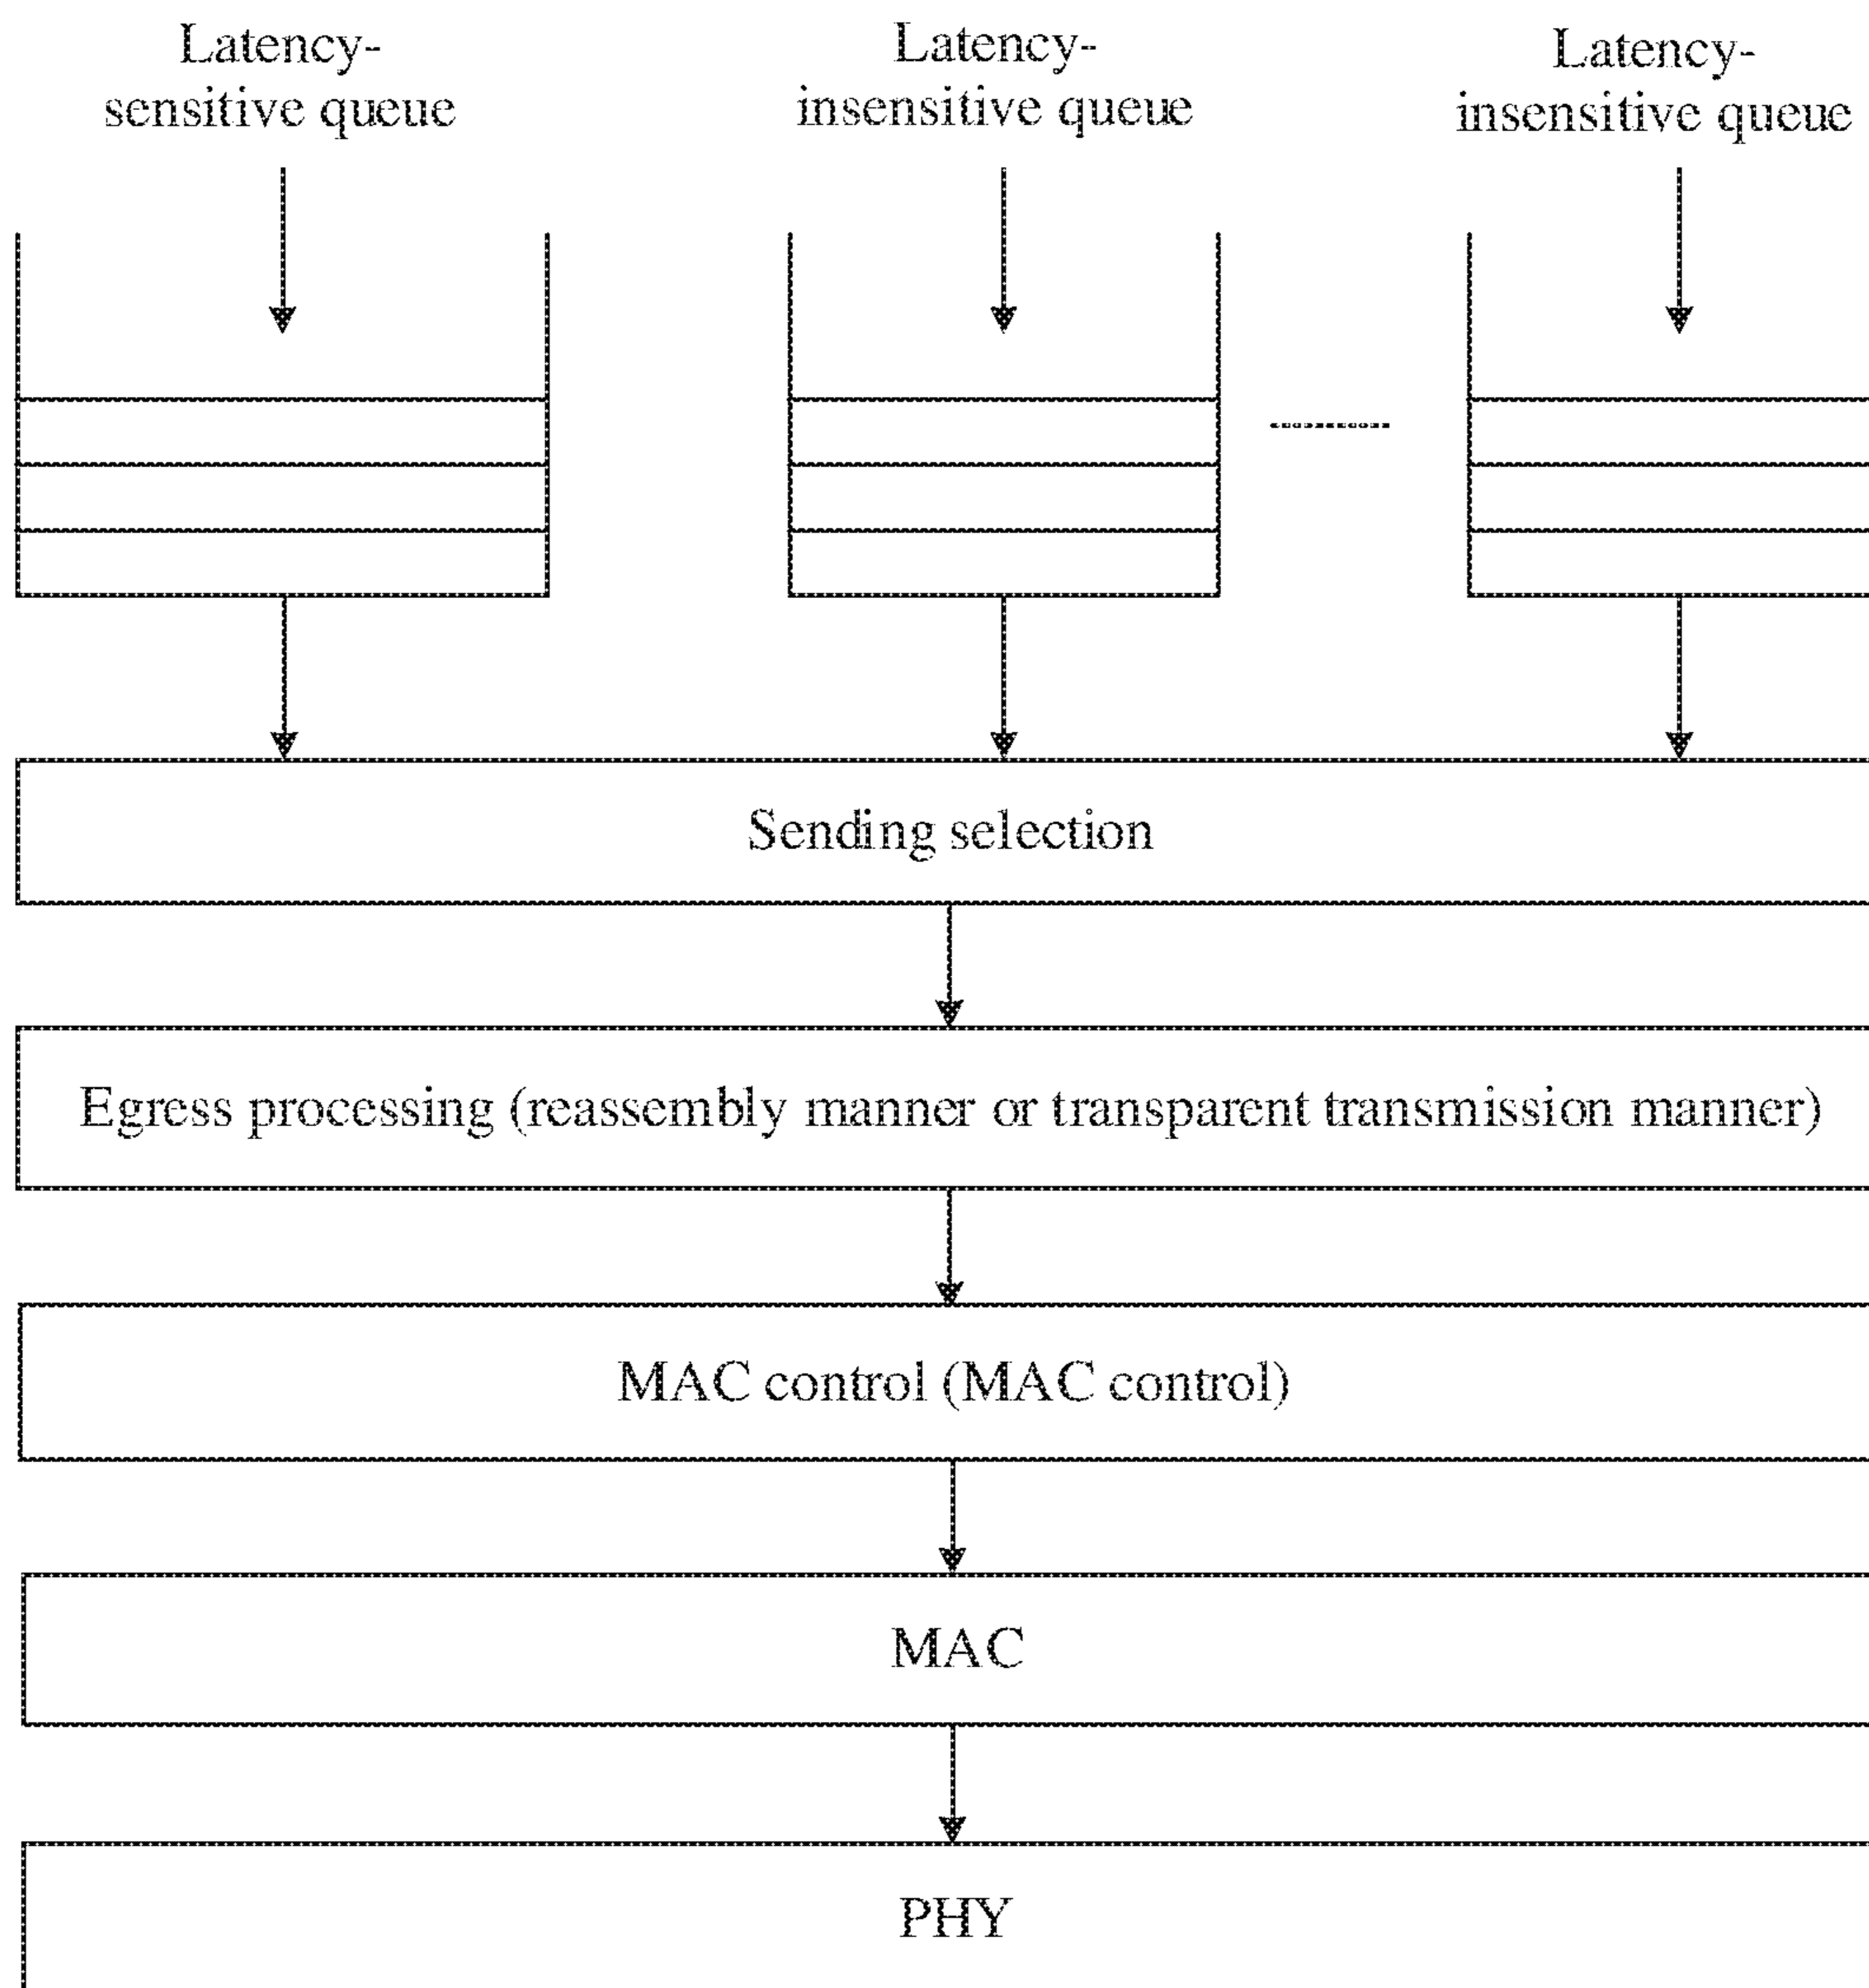 Latency-
sensitive queue
Latency-
insensitive queue
Latency-
insensitive queue
Sending selection
Egress processing (reassembly manner or transparent transmission manner)
MAC control (MAC control)
MAC
PHY